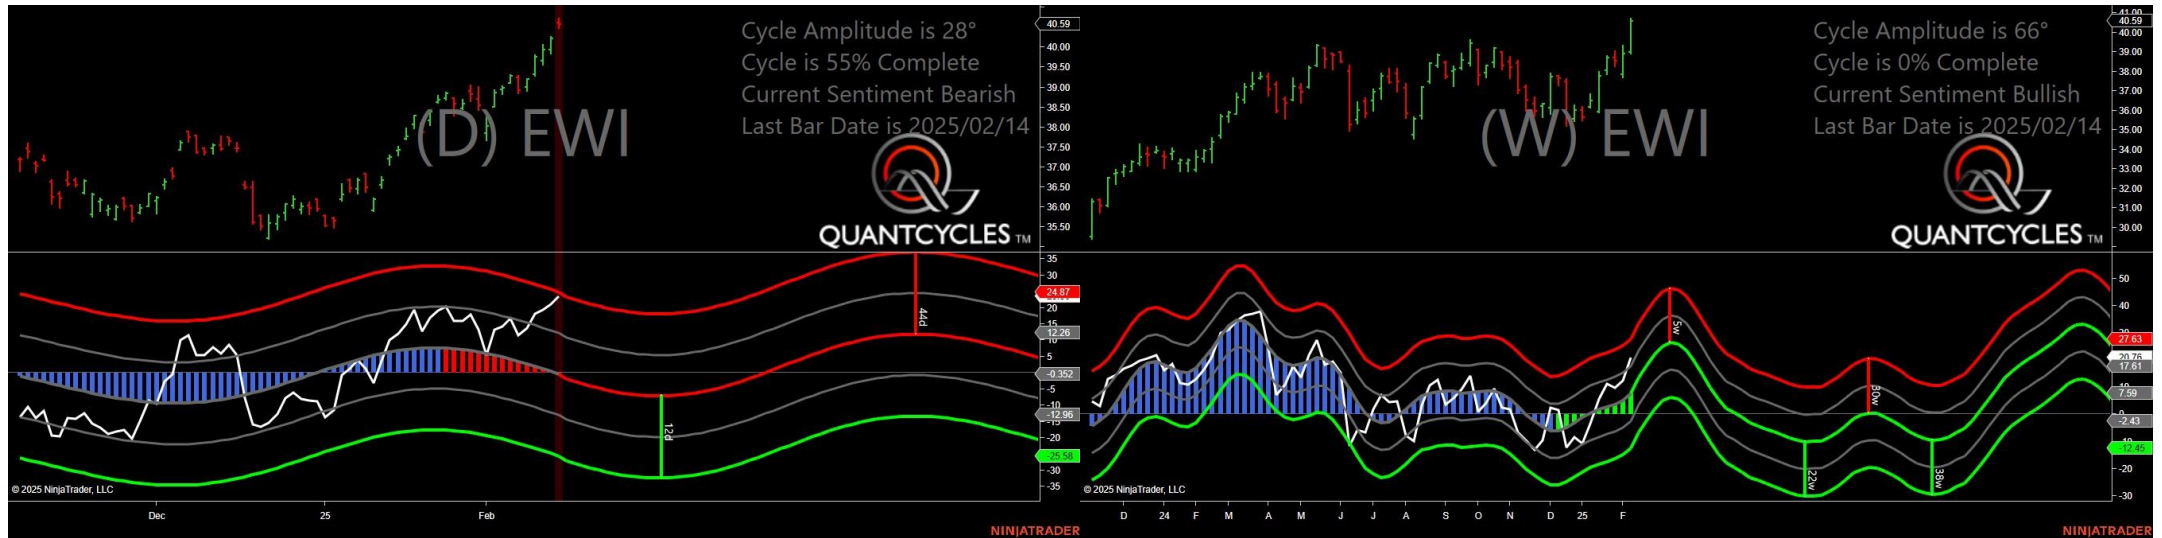 Cycle Amplitude is 28°
Cycle is 55% Complete
Current Sentiment Bearish
Last Bar Date is 2025/02/14
(D) EWI
QUANTCYCLES TM
40.59
40.00
39.50
39.00
38.50
38.00
37.50
37.00
36.50
36.00
35.50
35
30
24.87
20
15
12.26
10
5
-0.352
-5
-10
-12.96
-15
-20
-25.58
-30
-35
44d
12d
© 2025 NinjaTrader, LLC
Dec
25
Feb
NINJATRADER
Cycle Amplitude is 66°
Cycle is 0% Complete
Current Sentiment Bullish
Last Bar Date is 2025/02/14
(W) EWI
QUANTCYCLES TM
41.00
40.59
40.00
39.00
38.00
37.00
36.00
35.00
34.00
33.00
32.00
31.00
30.00
50
40
27.63
20.76
17.61
7.59
-2.43
-12.45
-20
-30
5w
30w
22w
38w
© 2025 NinjaTrader, LLC
D 24 F M A M J J A S O N D 25 F
NINJATRADER